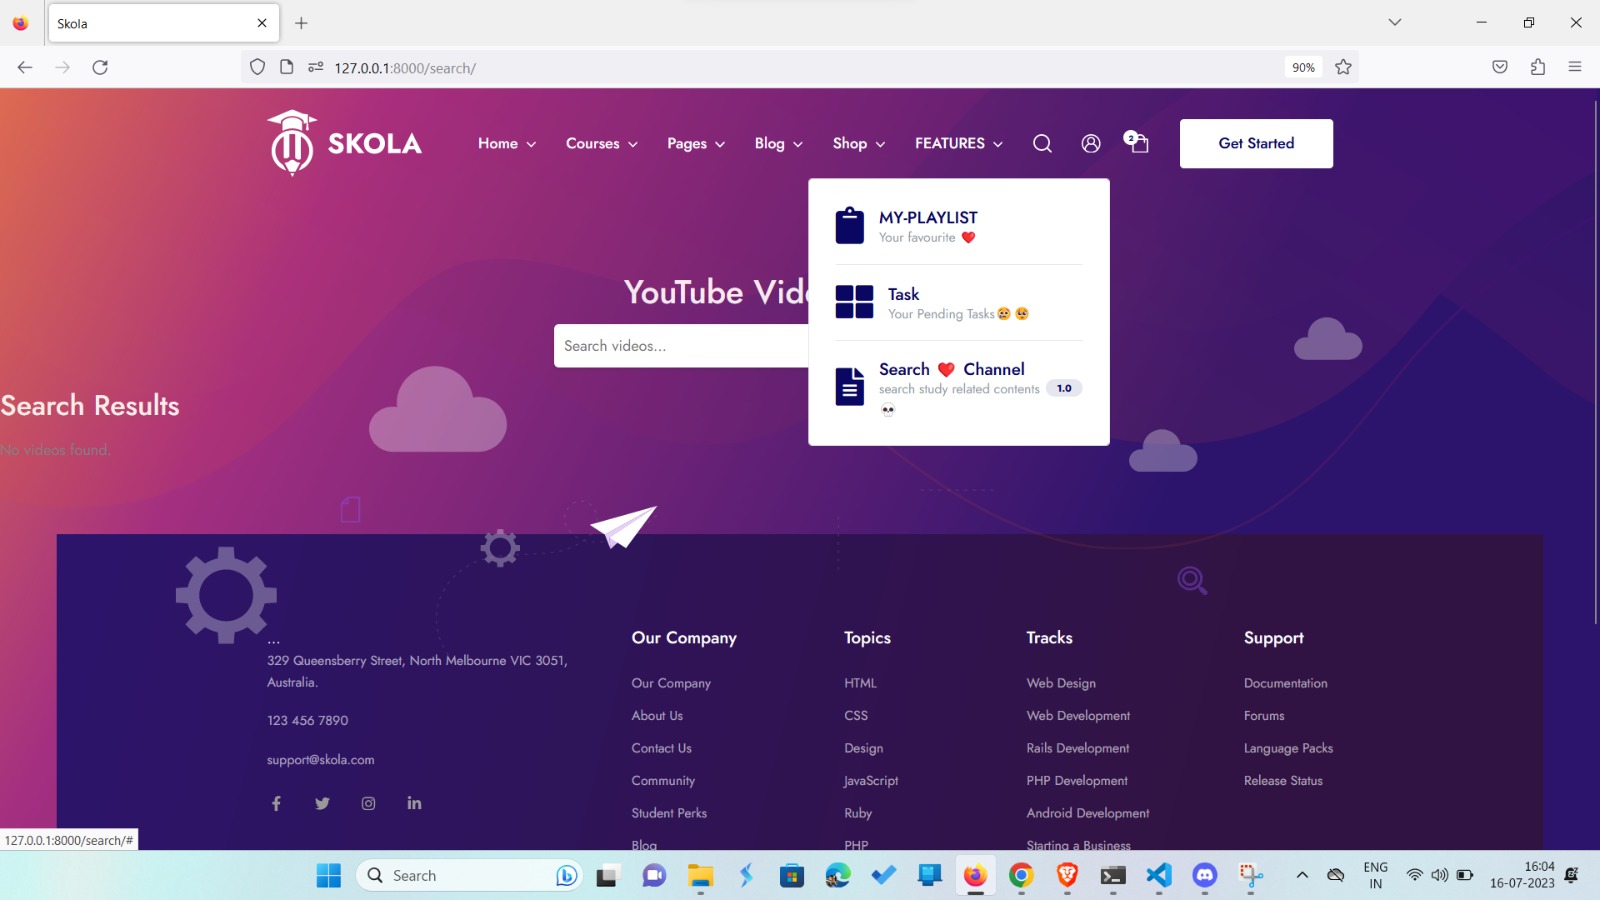 Skola
127.0.0.1:8000/search/
90%
SKOLA
Home
Courses
Pages
Blog
Shop
FEATURES
2
Get Started
MY-PLAYLIST
Your favourite ❤️
Task
Your Pending Tasks
Search ❤️ Channel
search study related contents 1.0
💀
YouTube Vid
Search videos...
Search Results
No videos found.
...
329 Queensberry Street, North Melbourne VIC 3051,
Australia.
123 456 7890
support@skola.com
Our Company
Our Company
About Us
Contact Us
Community
Student Perks
Blog
Topics
HTML
CSS
Design
JavaScript
Ruby
PHP
Tracks
Web Design
Web Development
Rails Development
PHP Development
Android Development
Starting a Business
Support
Documentation
Forums
Language Packs
Release Status
127.0.0.1:8000/search/#
Search
ENG
IN
16:04
16-07-2023